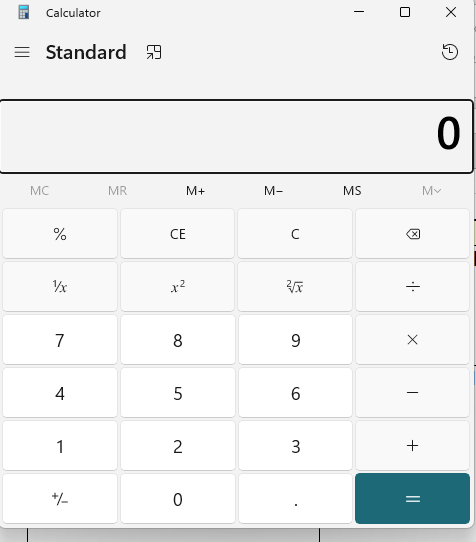 Calculator
Standard
0
MC MR M+ M− MS M˅
% CE C
¹/x x² ²√x ÷
7 8 9 ×
4 5 6 −
1 2 3 +
+/− 0 . =